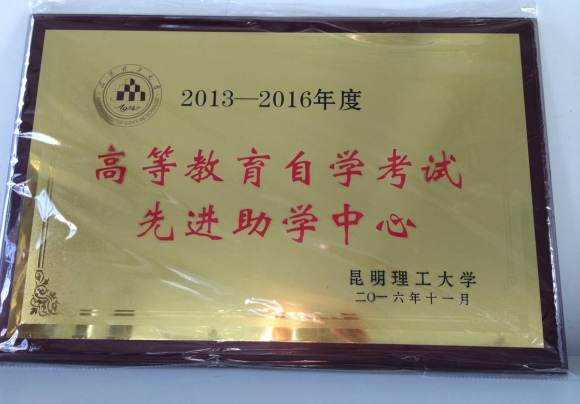 2013—2016年度
高等教育自学考试
先进助学中心
昆明理工大学
二〇一六年十一月